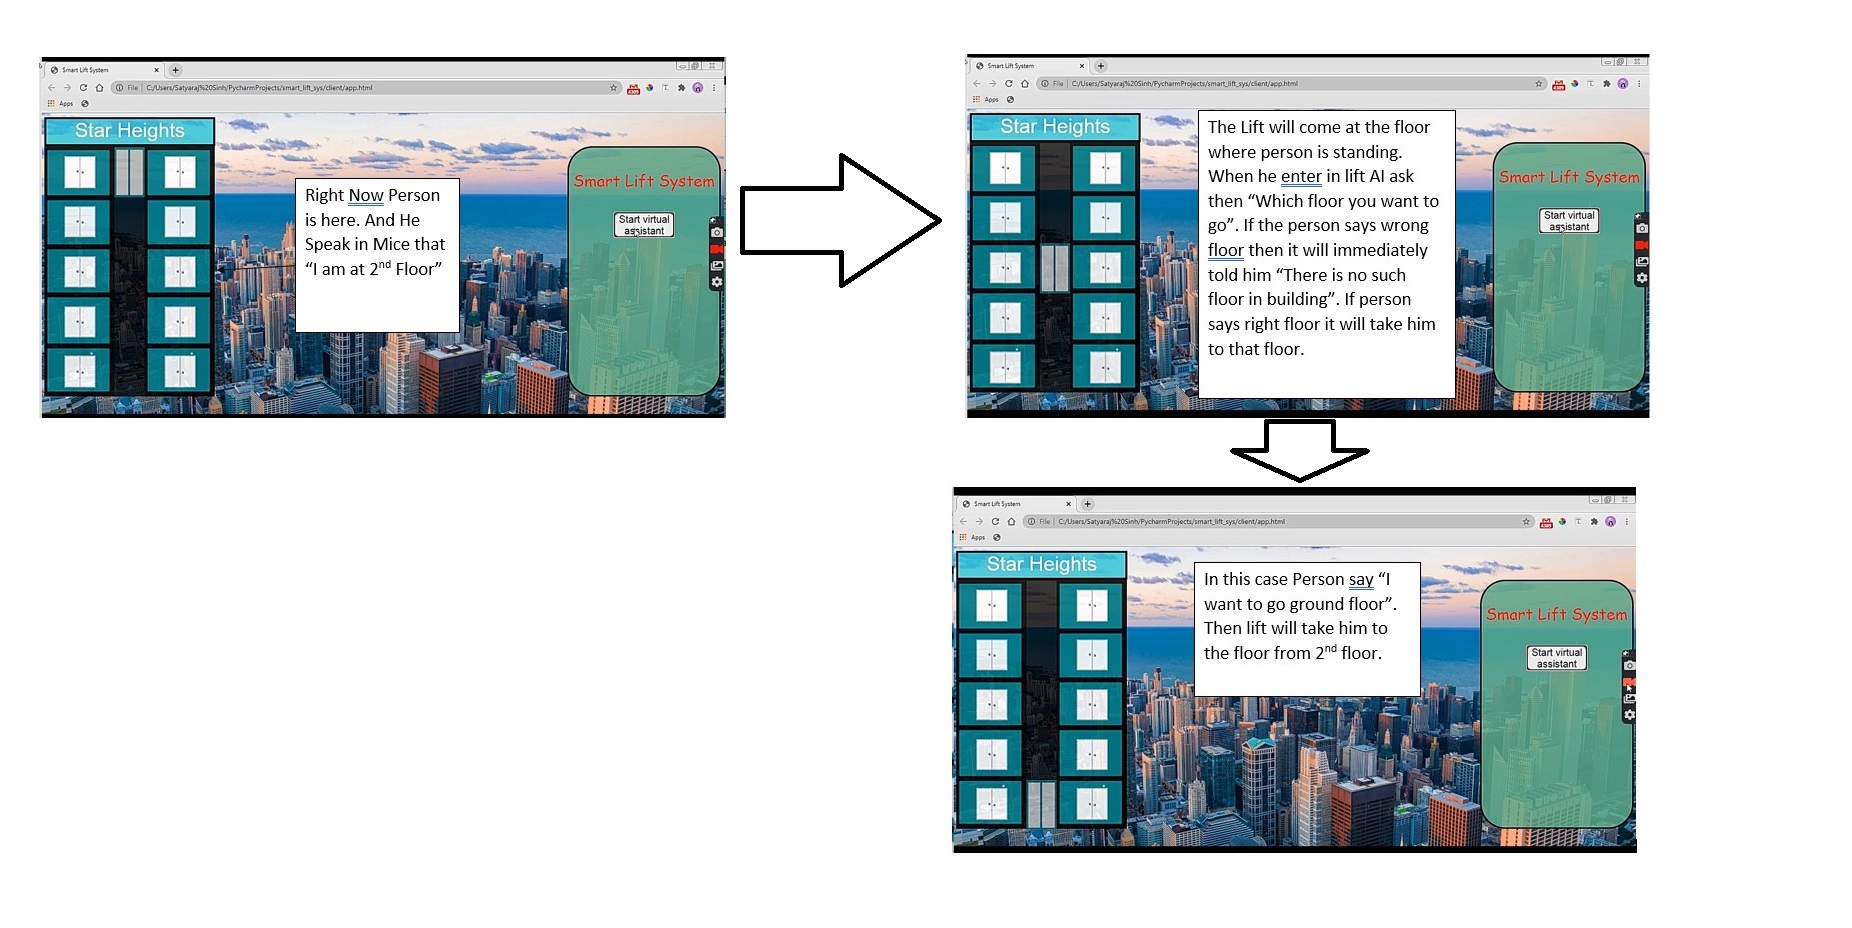 Smart Lift System
File | C:/Users/Satyaraj%20Sinh/PycharmProjects/smart_lift_sys/client/app.html
Apps
Star Heights
Right Now Person
is here. And He
Speak in Mice that
“I am at 2nd Floor”
Smart Lift System
Start virtual
assistant
Smart Lift System
File | C:/Users/Satyaraj%20Sinh/PycharmProjects/smart_lift_sys/client/app.html
Apps
Star Heights
The Lift will come at the floor
where person is standing.
When he enter in lift AI ask
then “Which floor you want to
go”. If the person says wrong
floor then it will immediately
told him “There is no such
floor in building”. If person
says right floor it will take him
to that floor.
Smart Lift System
Start virtual
assistant
Smart Lift System
File | C:/Users/Satyaraj%20Sinh/PycharmProjects/smart_lift_sys/client/app.html
Apps
Star Heights
In this case Person say “I
want to go ground floor”.
Then lift will take him to
the floor from 2nd floor.
Smart Lift System
Start virtual
assistant